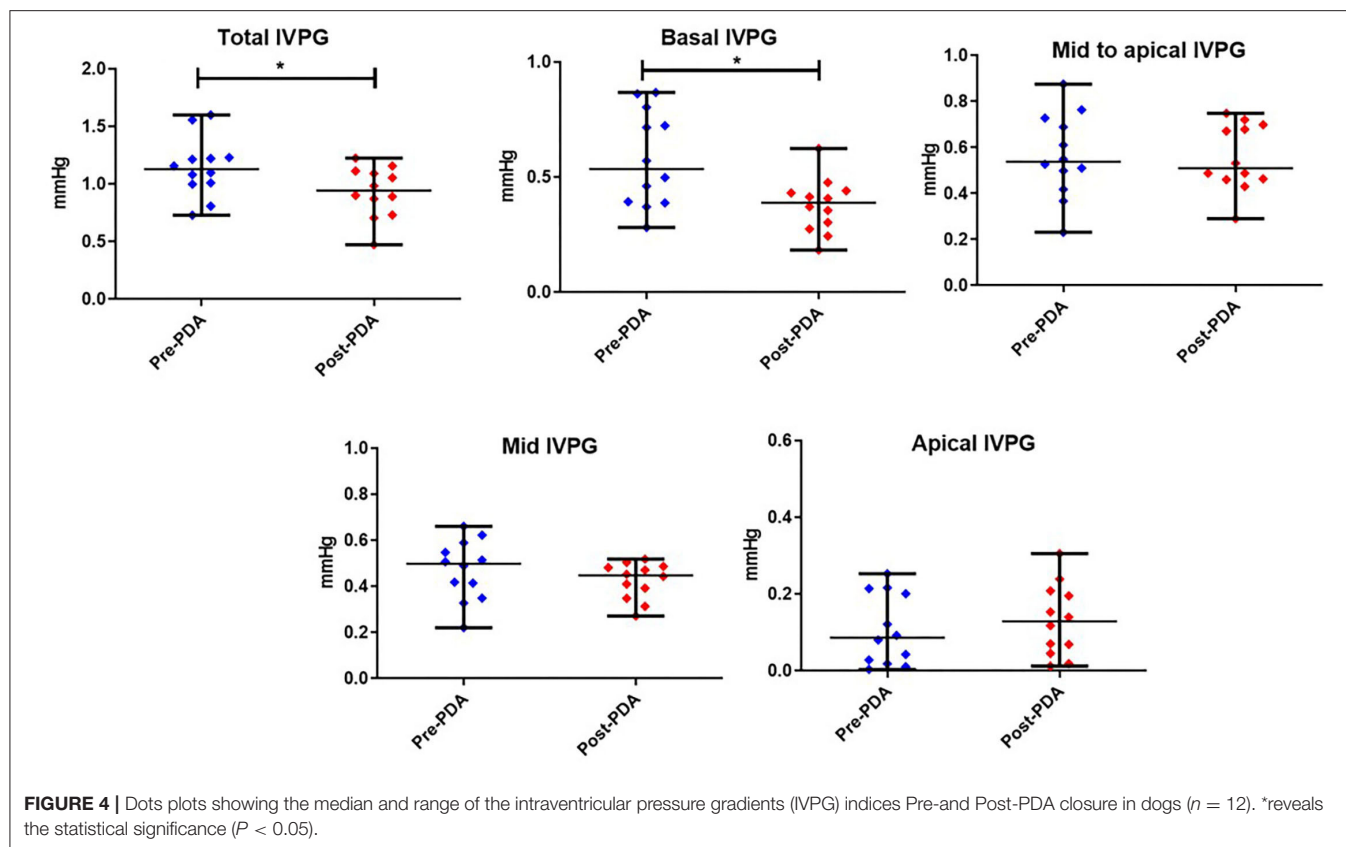 Total IVPG
*
2.0
1.5
1.0
0.5
0.0
mmHg
Pre-PDA
Post-PDA
Basal IVPG
*
1.0
0.5
0.0
mmHg
Pre-PDA
Post-PDA
Mid to apical IVPG
1.0
0.8
0.6
0.4
0.2
0.0
mmHg
Pre-PDA
Post-PDA
Mid IVPG
1.0
0.8
0.6
0.4
0.2
0.0
mmHg
Pre-PDA
Post-PDA
Apical IVPG
0.6
0.4
0.2
0.0
mmHg
Pre-PDA
Post-PDA
FIGURE 4 | Dots plots showing the median and range of the intraventricular pressure gradients (IVPG) indices Pre-and Post-PDA closure in dogs (n = 12). *reveals
the statistical significance (P < 0.05).